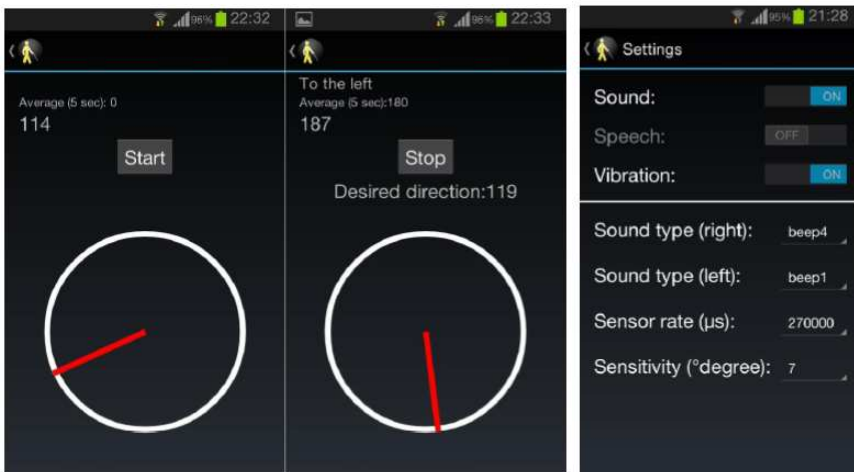 96% 22:32
Average (5 sec): 0
114
Start
96% 22:33
To the left
Average (5 sec):180
187
Stop
Desired direction:119
95% 21:28
Settings
Sound: ON
Speech: OFF
Vibration: ON
Sound type (right): beep4
Sound type (left): beep1
Sensor rate (µs): 270000
Sensitivity (°degree): 7